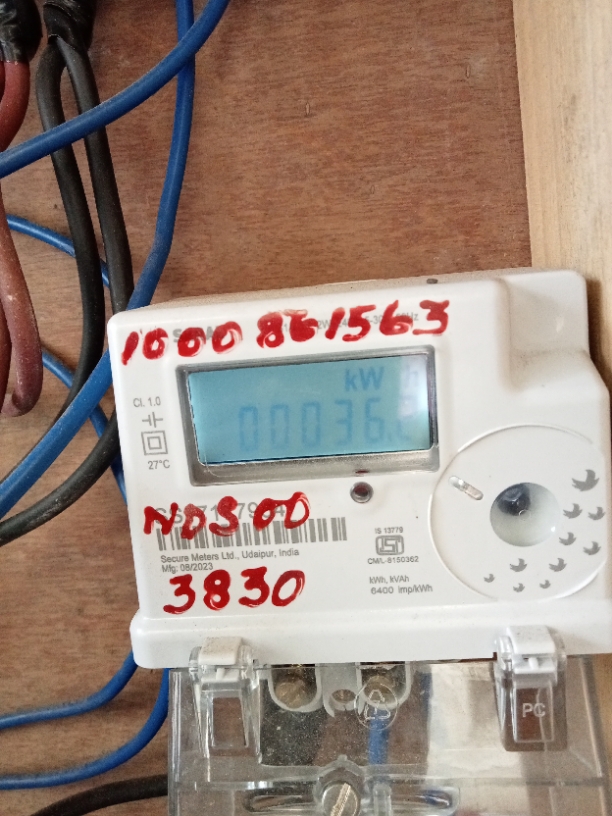 1000861563
kW h
00036.
Cl. 1.0
27°C
NDS00
Secure Meters Ltd., Udaipur, India
Mfg: 08/2023
3830
IS 13779
CM/L-8150362
kWh, kVAh
6400 imp/kWh
PC